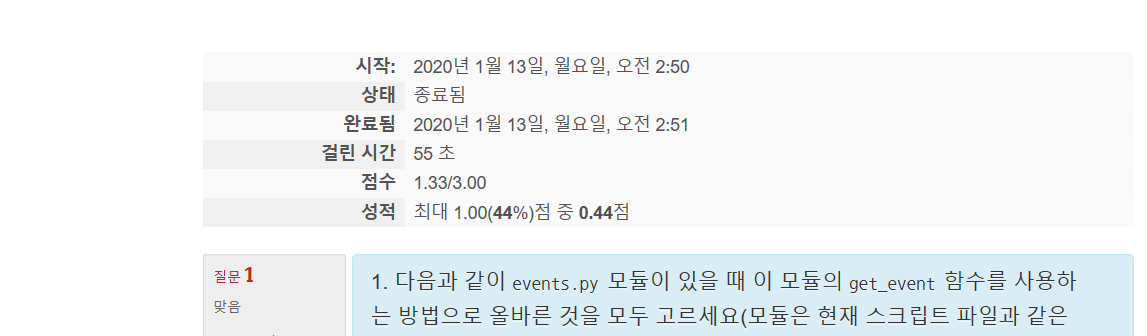 시작: 2020년 1월 13일, 월요일, 오전 2:50
상태 종료됨
완료됨 2020년 1월 13일, 월요일, 오전 2:51
걸린 시간 55 초
점수 1.33/3.00
성적 최대 1.00(44%)점 중 0.44점
질문 1
맞음
1. 다음과 같이 events.py 모듈이 있을 때 이 모듈의 get_event 함수를 사용하
는 방법으로 올바른 것을 모두 고르세요(모듈은 현재 스크립트 파일과 같은